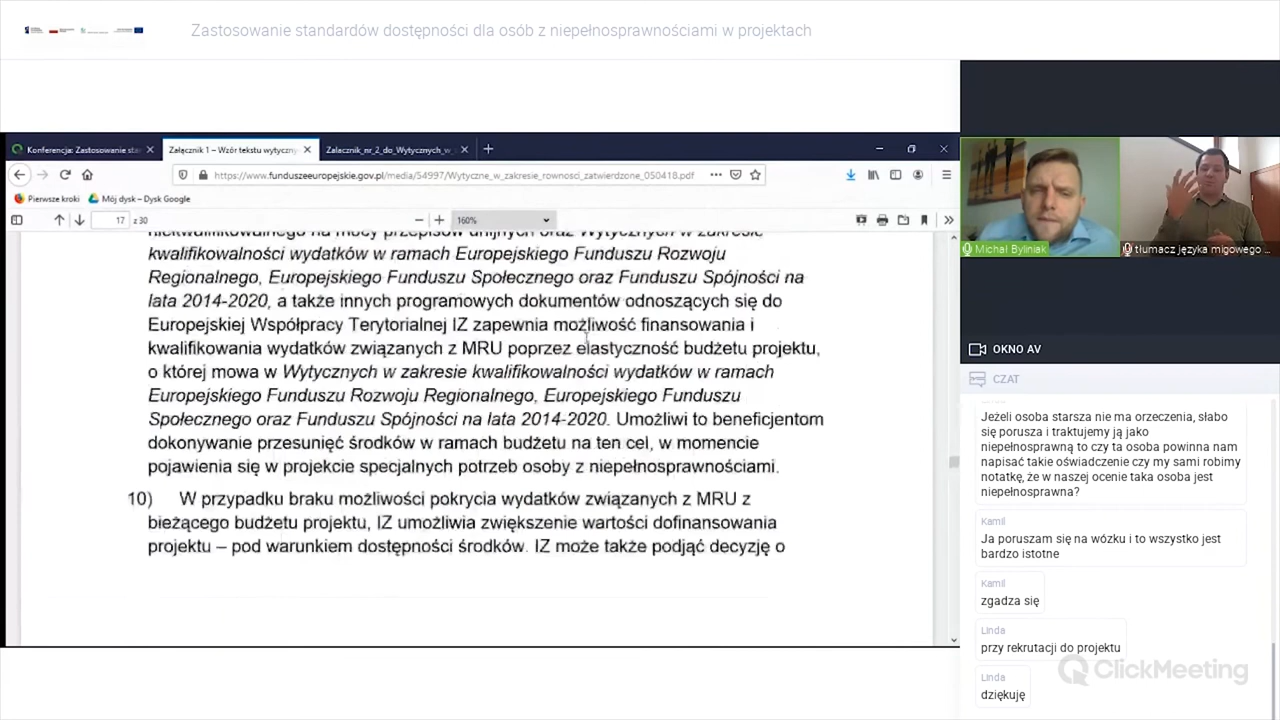 Zastosowanie standardów dostępności dla osób z niepełnosprawnościami w projektach
Konferencja: Zastosowanie sta
Załącznik 1 – Wzór tekstu wytyczn
Zalacznik_nr_2_do_Wytycznych_w_
https://www.funduszeeuropejskie.gov.pl/media/54997/Wytyczne_w_zakresie_rownosci_zatwierdzone_050418.pdf
Pierwsze kroki
Mój dysk – Dysk Google
17 z 30
160%
niekwalifikowalnego na mocy przepisów unijnych oraz Wytycznych w zakresie
kwalifikowalności wydatków w ramach Europejskiego Funduszu Rozwoju
Regionalnego, Europejskiego Funduszu Społecznego oraz Funduszu Spójności na
lata 2014-2020, a także innych programowych dokumentów odnoszących się do
Europejskiej Współpracy Terytorialnej IZ zapewnia możliwość finansowania i
kwalifikowania wydatków związanych z MRU poprzez elastyczność budżetu projektu,
o której mowa w Wytycznych w zakresie kwalifikowalności wydatków w ramach
Europejskiego Funduszu Rozwoju Regionalnego, Europejskiego Funduszu
Społecznego oraz Funduszu Spójności na lata 2014-2020. Umożliwi to beneficjentom
dokonywanie przesunięć środków w ramach budżetu na ten cel, w momencie
pojawienia się w projekcie specjalnych potrzeb osoby z niepełnosprawnościami.
10) W przypadku braku możliwości pokrycia wydatków związanych z MRU z
bieżącego budżetu projektu, IZ umożliwia zwiększenie wartości dofinansowania
projektu – pod warunkiem dostępności środków. IZ może także podjąć decyzję o
Michał Byliniak
tłumacz języka migowego ...
OKNO AV
CZAT
Jeżeli osoba starsza nie ma orzeczenia, słabo
się porusza i traktujemy ją jako
niepełnosprawną to czy ta osoba powinna nam
napisać takie oświadczenie czy my sami robimy
notatkę, że w naszej ocenie taka osoba jest
niepełnosprawna?
Kamil
Ja poruszam się na wózku i to wszystko jest
bardzo istotne
Kamil
zgadza się
Linda
przy rekrutacji do projektu
Linda
dziękuję
ClickMeeting